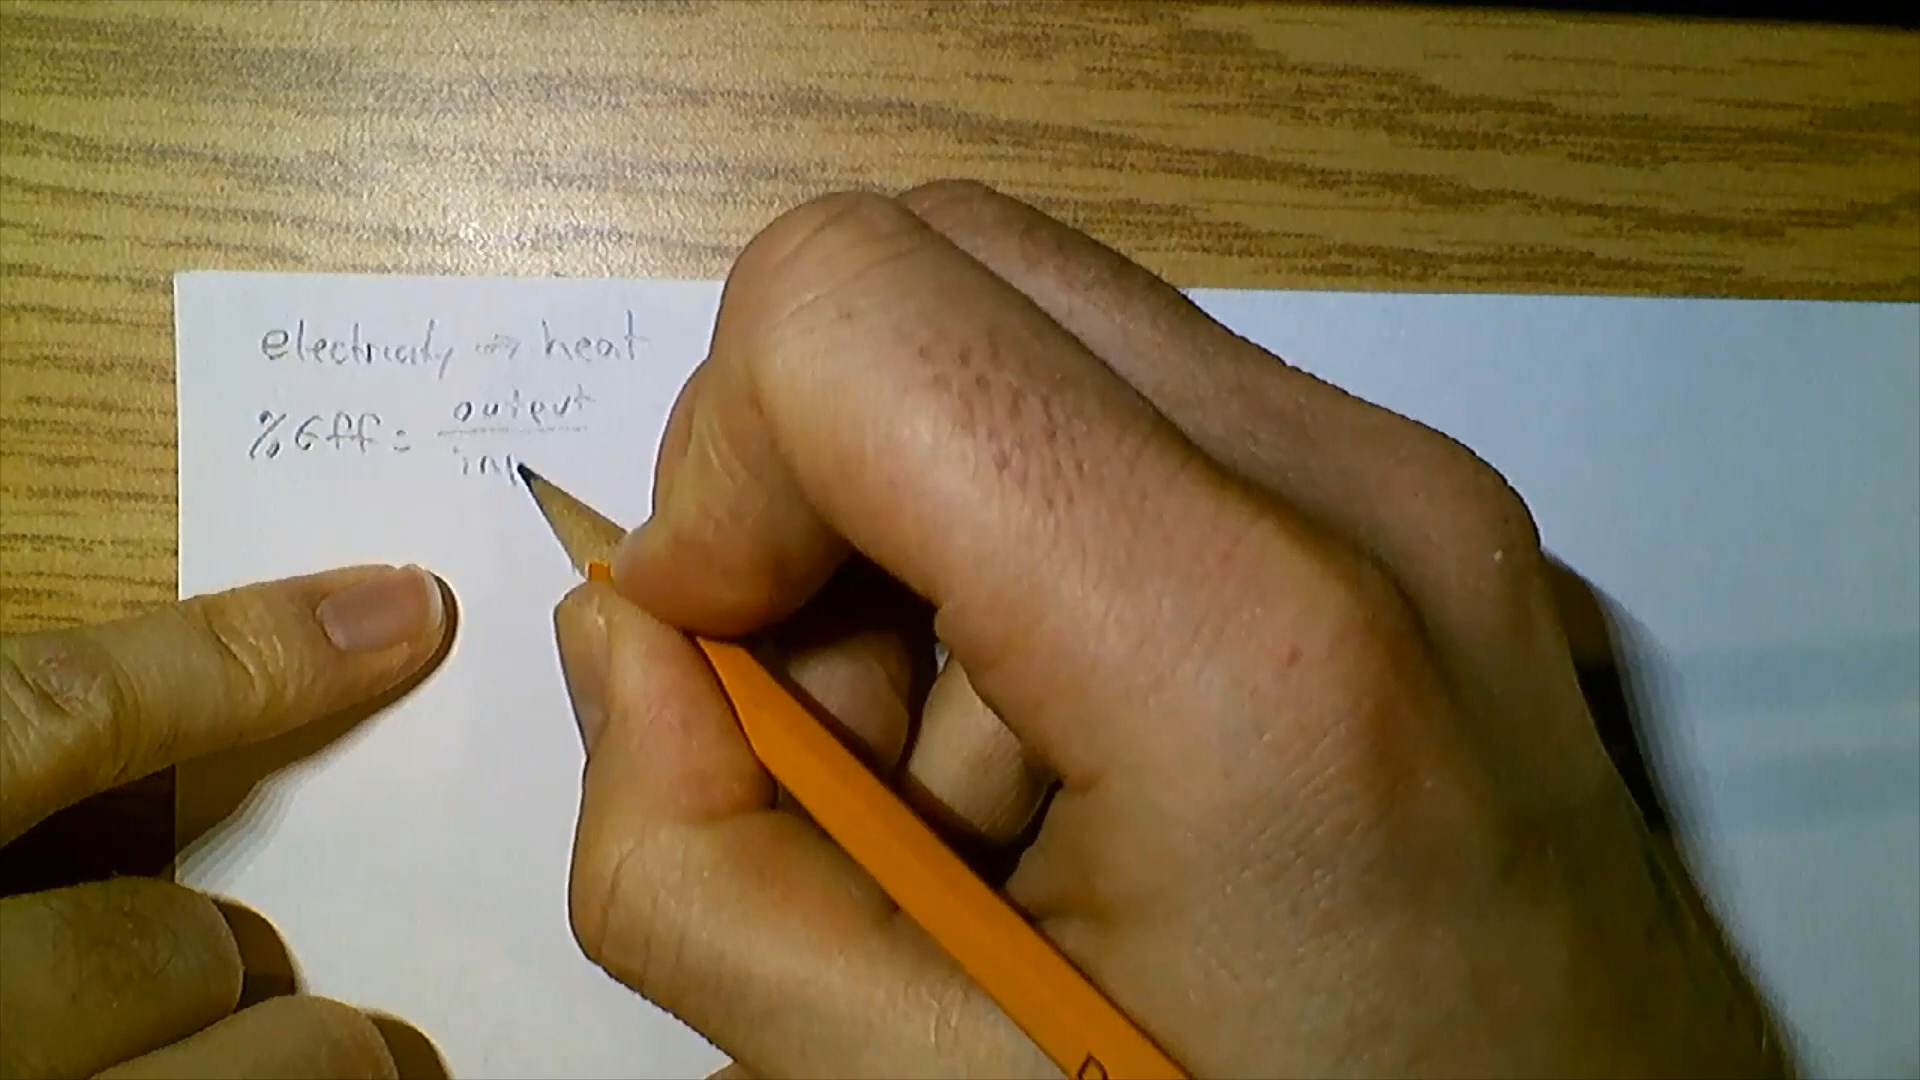 electricity => heat
%Eff = output
inp